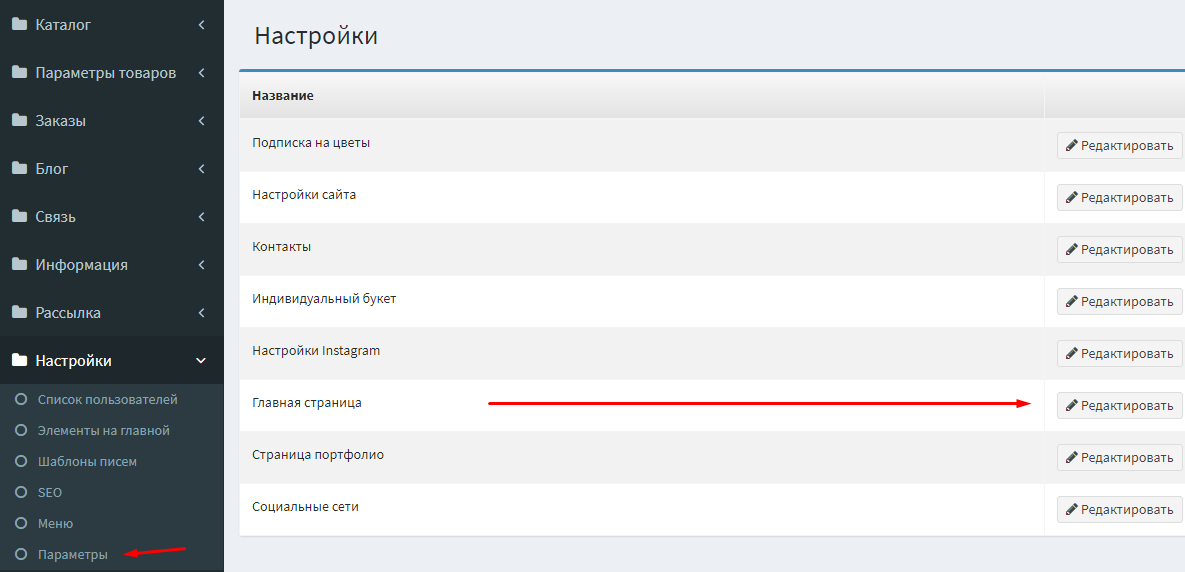 Каталог
Параметры товаров
Заказы
Блог
Связь
Информация
Рассылка
Настройки
Список пользователей
Элементы на главной
Шаблоны писем
SEO
Меню
Параметры
Настройки
Название
Подписка на цветы Редактировать
Настройки сайта Редактировать
Контакты Редактировать
Индивидуальный букет Редактировать
Настройки Instagram Редактировать
Главная страница Редактировать
Страница портфолио Редактировать
Социальные сети Редактировать